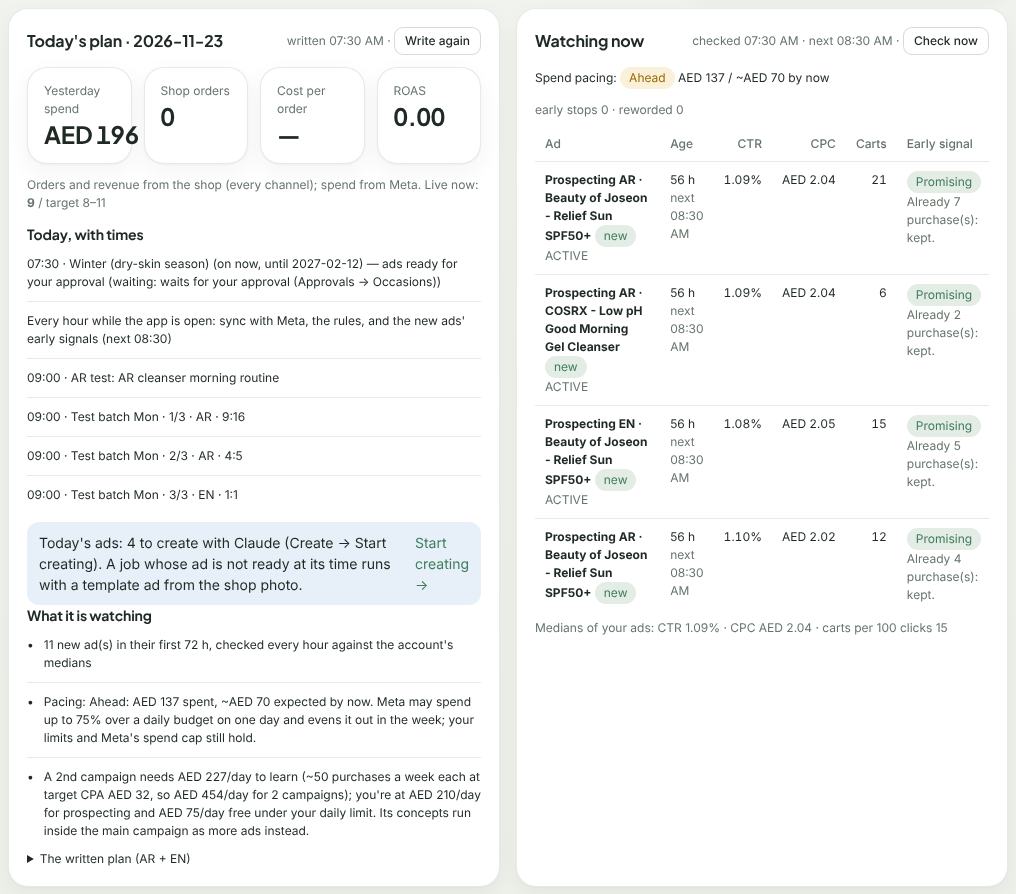 Today's plan · 2026-11-23
written 07:30 AM ·
Write again
Yesterday spend
AED 196
Shop orders
0
Cost per order
—
ROAS
0.00
Orders and revenue from the shop (every channel); spend from Meta. Live now:
9 / target 8–11
Today, with times
07:30 · Winter (dry-skin season) (on now, until 2027-02-12) — ads ready for
your approval (waiting: waits for your approval (Approvals → Occasions))
Every hour while the app is open: sync with Meta, the rules, and the new ads'
early signals (next 08:30)
09:00 · AR test: AR cleanser morning routine
09:00 · Test batch Mon · 1/3 · AR · 9:16
09:00 · Test batch Mon · 2/3 · AR · 4:5
09:00 · Test batch Mon · 3/3 · EN · 1:1
Today's ads: 4 to create with Claude (Create → Start
creating). A job whose ad is not ready at its time runs
with a template ad from the shop photo.
Start
creating
→
What it is watching
• 11 new ad(s) in their first 72 h, checked every hour against the account's
medians
• Pacing: Ahead: AED 137 spent, ~AED 70 expected by now. Meta may spend
up to 75% over a daily budget on one day and evens it out in the week; your
limits and Meta's spend cap still hold.
• A 2nd campaign needs AED 227/day to learn (~50 purchases a week each at
target CPA AED 32, so AED 454/day for 2 campaigns); you're at AED 210/day
for prospecting and AED 75/day free under your daily limit. Its concepts run
inside the main campaign as more ads instead.
▶ The written plan (AR + EN)
Watching now
checked 07:30 AM · next 08:30 AM ·
Check now
Spend pacing: Ahead AED 137 / ~AED 70 by now
early stops 0 · reworded 0
Ad Age CTR CPC Carts Early signal
Prospecting AR ·
Beauty of Joseon
- Relief Sun
SPF50+ new
ACTIVE
56 h
next
08:30
AM
1.09%
AED 2.04
21
Promising
Already 7
purchase(s):
kept.
Prospecting AR ·
COSRX - Low pH
Good Morning
Gel Cleanser
new
ACTIVE
56 h
next
08:30
AM
1.09%
AED 2.04
6
Promising
Already 2
purchase(s):
kept.
Prospecting EN ·
Beauty of Joseon
- Relief Sun
SPF50+ new
ACTIVE
56 h
next
08:30
AM
1.08%
AED 2.05
15
Promising
Already 5
purchase(s):
kept.
Prospecting AR ·
Beauty of Joseon
- Relief Sun
SPF50+ new
56 h
next
08:30
AM
1.10%
AED 2.02
12
Promising
Already 4
purchase(s):
kept.
Medians of your ads: CTR 1.09% · CPC AED 2.04 · carts per 100 clicks 15